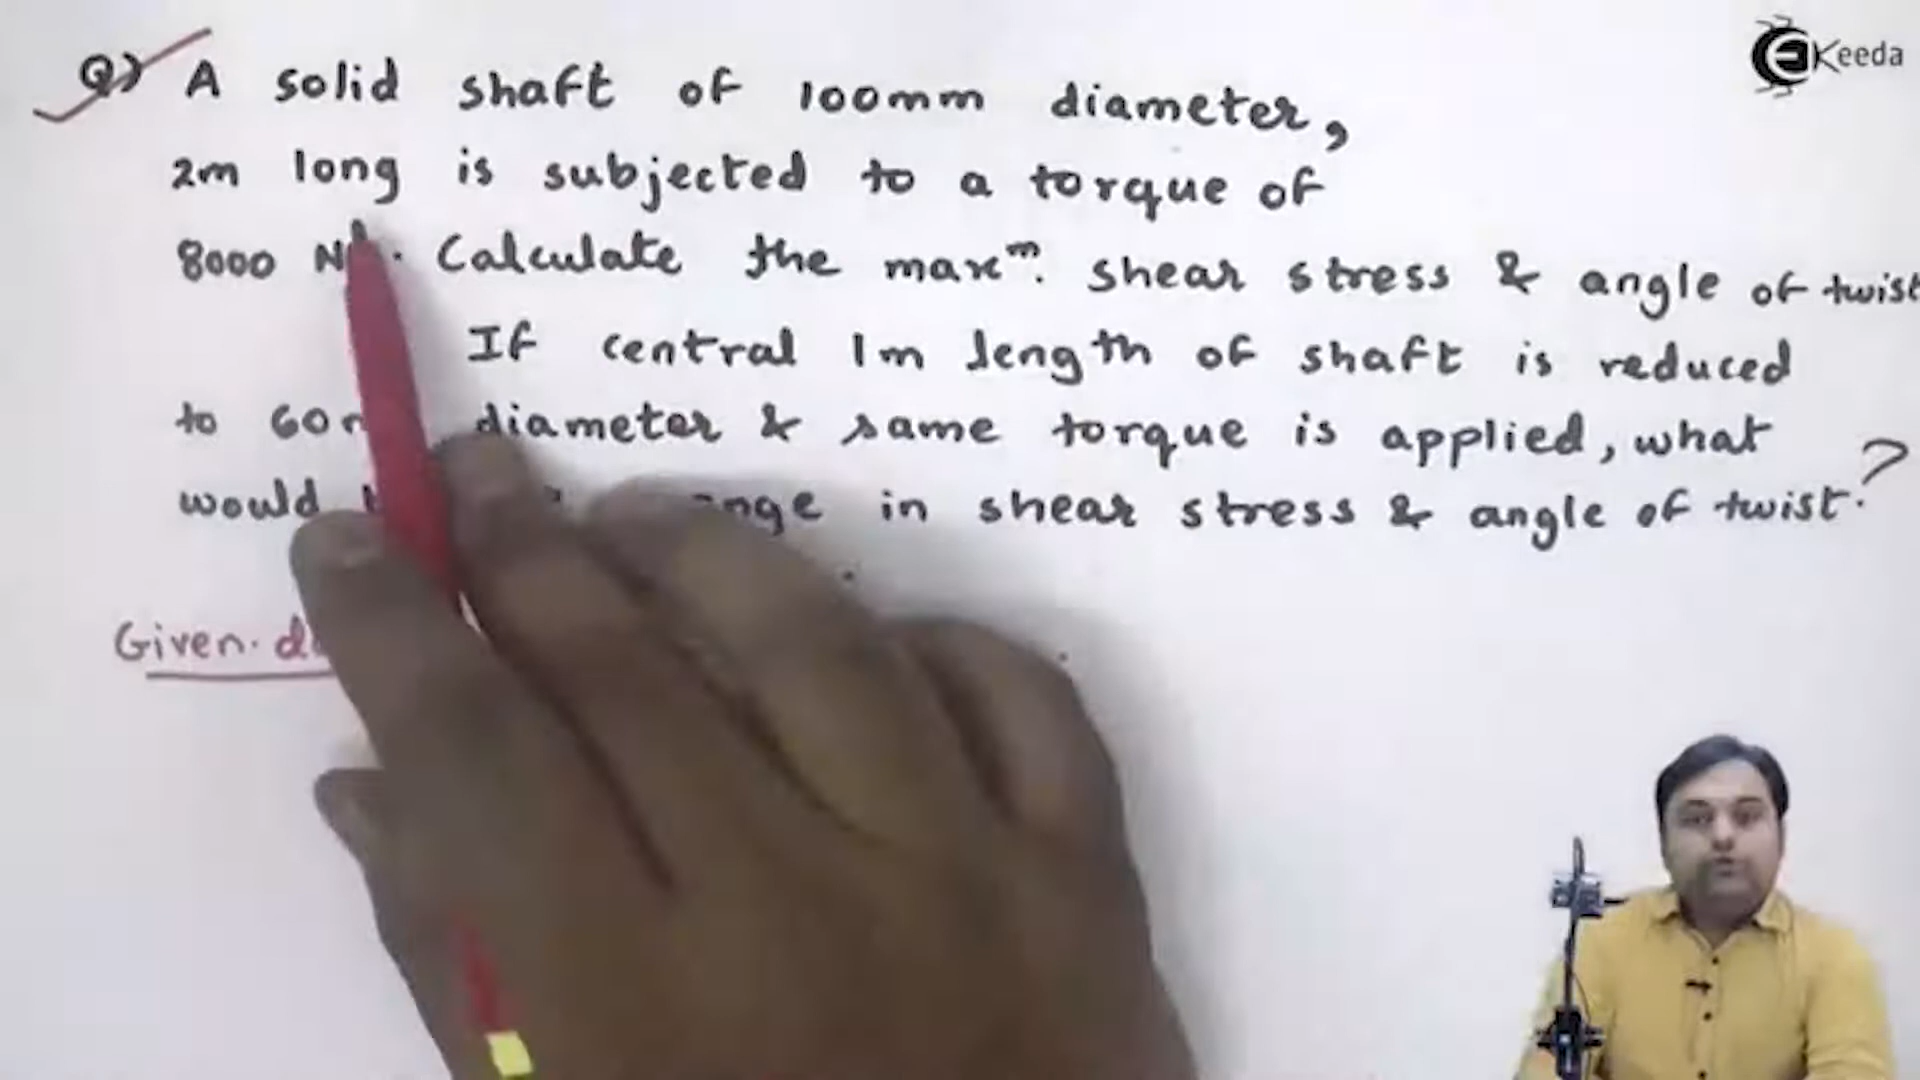 EKeeda
Q) A solid shaft of 100mm diameter,
2m long is subjected to a torque of
8000 N . Calculate the maxm. shear stress & angle of twist
If central 1m length of shaft is reduced
to 60 diameter & same torque is applied, what
would in shear stress & angle of twist.?
Given.